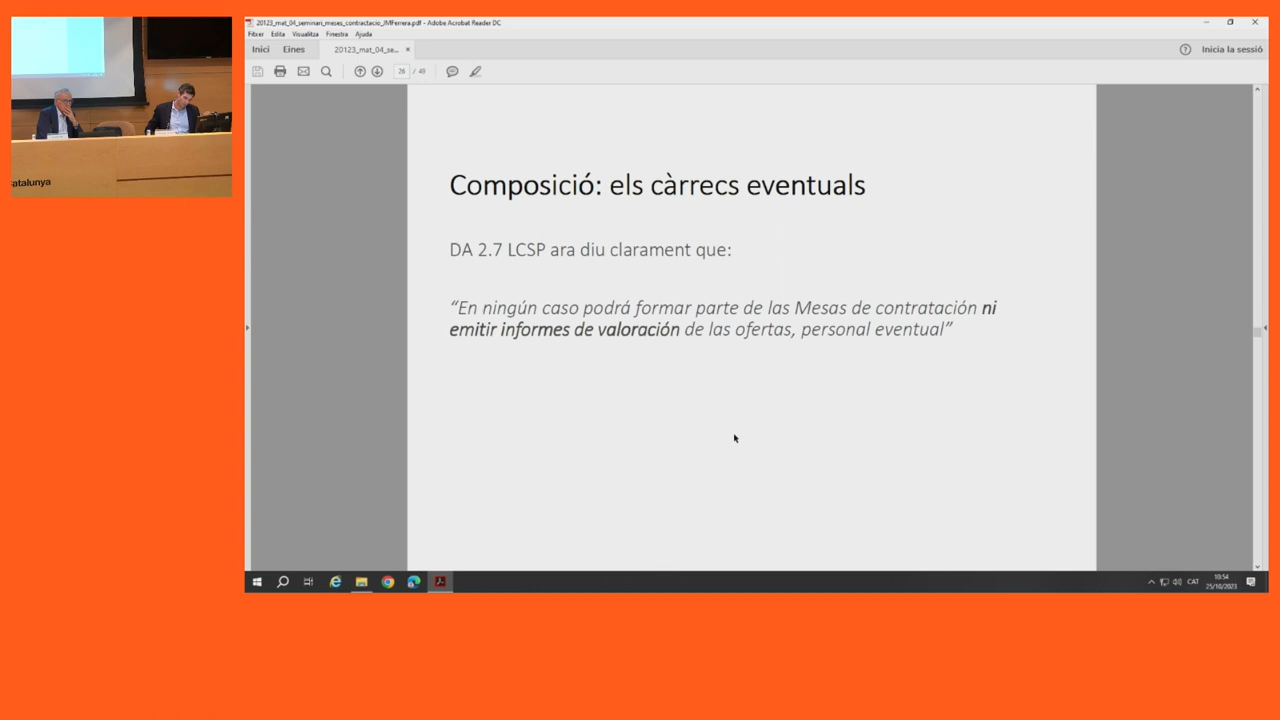 20123_mat_04_seminari_meses_contractacio_JMFerrera.pdf - Adobe Acrobat Reader DC
Fitxer Edita Visualitza Finestra Ajuda
Inici Eines 20123_mat_04_se... × Inicia la sessió
26 / 49
Composició: els càrrecs eventuals
DA 2.7 LCSP ara diu clarament que:
“En ningún caso podrá formar parte de las Mesas de contratación ni
emitir informes de valoración de las ofertas, personal eventual”
atalunya
CAT
10:54
25/10/2023